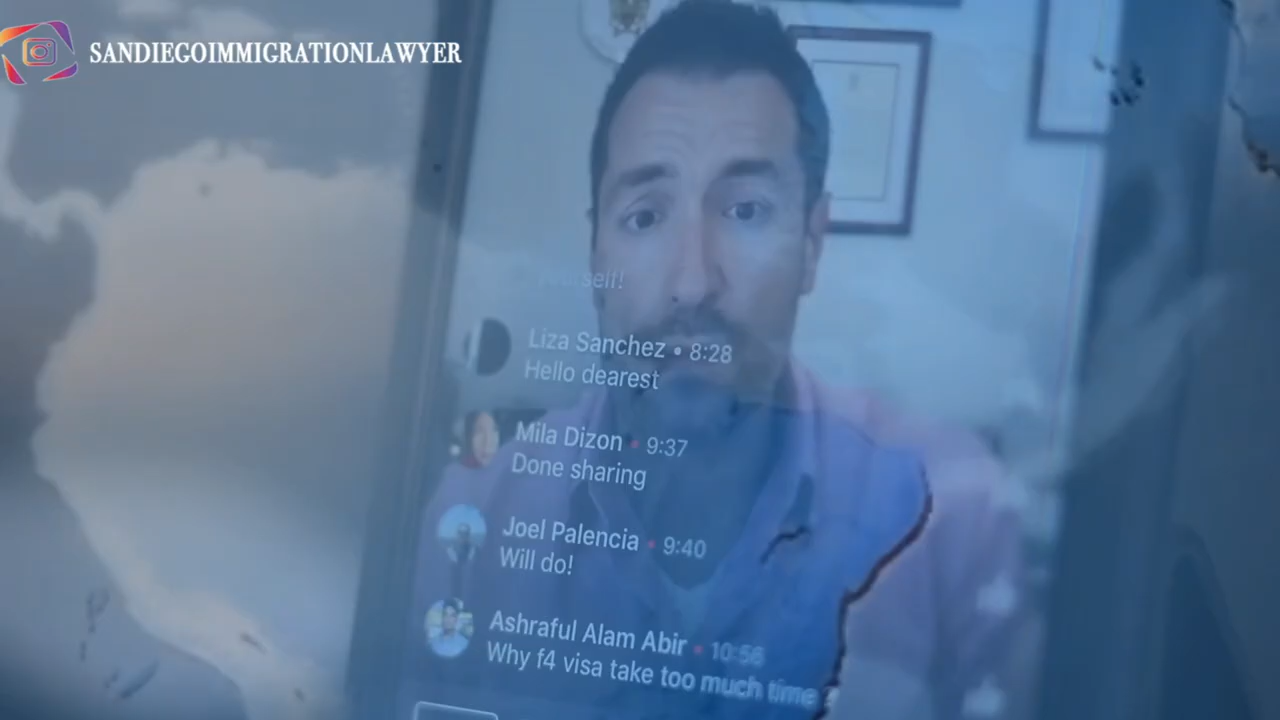 SANDIEGOIMMIGRATIONLAWYER
yourself!
Liza Sanchez • 8:28
Hello dearest
Mila Dizon • 9:37
Done sharing
Joel Palencia • 9:40
Will do!
Ashraful Alam Abir • 10:56
Why f4 visa take too much time